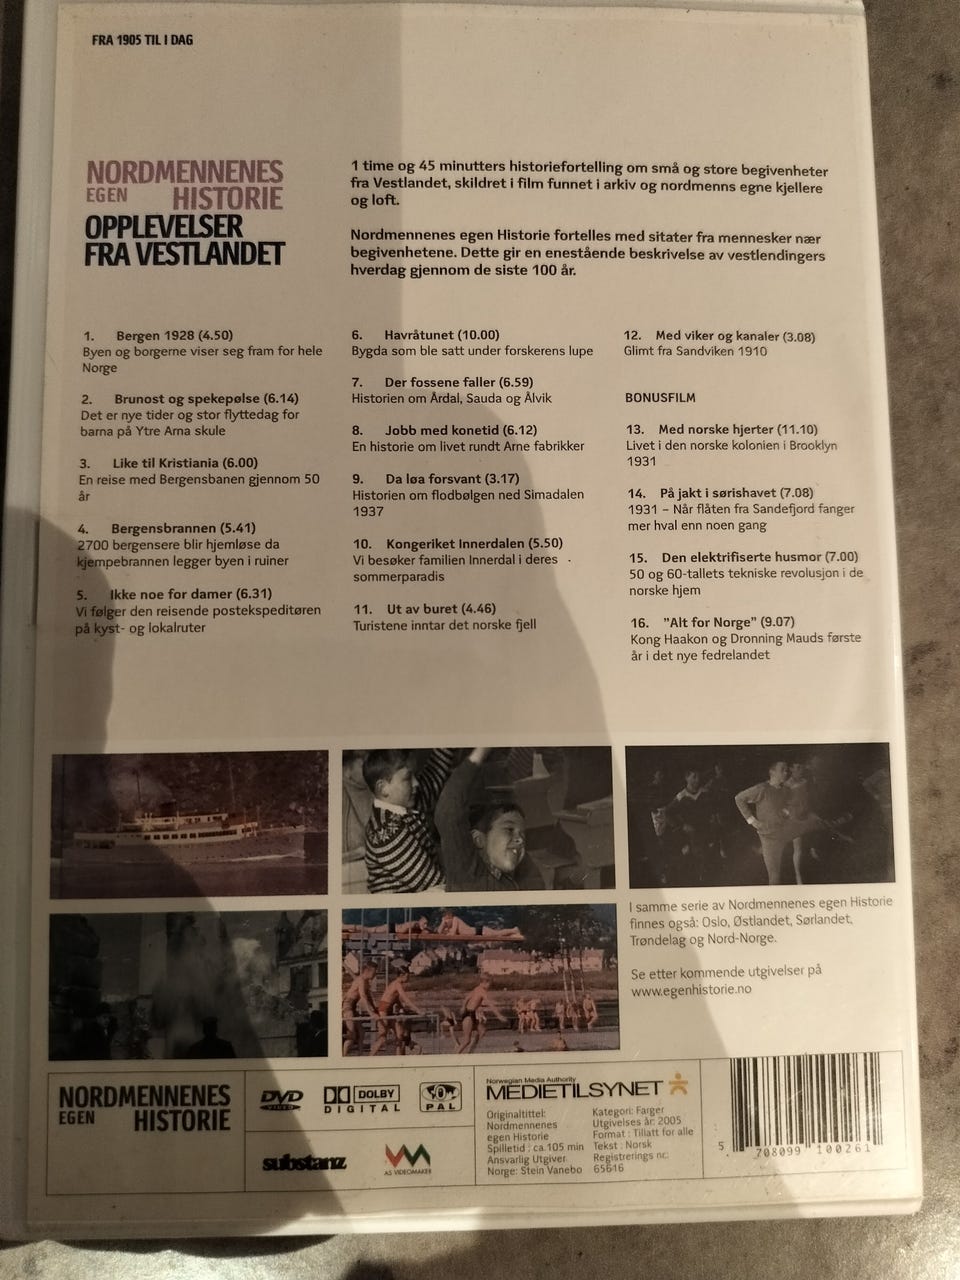 FRA 1905 TIL I DAG
NORDMENNENES
EGEN HISTORIE
OPPLEVELSER
FRA VESTLANDET
1 time og 45 minutters historiefortelling om små og store begivenheter
fra Vestlandet, skildret i film funnet i arkiv og nordmenns egne kjellere
og loft.
Nordmennenes egen Historie fortelles med sitater fra mennesker nær
begivenhetene. Dette gir en enestående beskrivelse av vestlendingers
hverdag gjennom de siste 100 år.
1. Bergen 1928 (4.50)
Byen og borgerne viser seg fram for hele
Norge
2. Brunost og spekepølse (6.14)
Det er nye tider og stor flyttedag for
barna på Ytre Arna skule
3. Like til Kristiania (6.00)
En reise med Bergensbanen gjennom 50
år
4. Bergensbrannen (5.41)
2700 bergensere blir hjemløse da
kjempebrannen legger byen i ruiner
5. Ikke noe for damer (6.31)
Vi følger den reisende postekspeditøren
på kyst- og lokalruter
6. Havråtunet (10.00)
Bygda som ble satt under forskerens lupe
7. Der fossene faller (6.59)
Historien om Årdal, Sauda og Ålvik
8. Jobb med konetid (6.12)
En historie om livet rundt Arne fabrikker
9. Da løa forsvant (3.17)
Historien om flodbølgen ned Simadalen
1937
10. Kongeriket Innerdalen (5.50)
Vi besøker familien Innerdal i deres
sommerparadis
11. Ut av buret (4.46)
Turistene inntar det norske fjell
12. Med viker og kanaler (3.08)
Glimt fra Sandviken 1910
BONUSFILM
13. Med norske hjerter (11.10)
Livet i den norske kolonien i Brooklyn
1931
14. På jakt i sørishavet (7.08)
1931 – Når flåten fra Sandefjord fanger
mer hval enn noen gang
15. Den elektrifiserte husmor (7.00)
50 og 60-tallets tekniske revolusjon i de
norske hjem
16. "Alt for Norge" (9.07)
Kong Haakon og Dronning Mauds første
år i det nye fedrelandet
I samme serie av Nordmennenes egen Historie
finnes også: Oslo, Østlandet, Sørlandet,
Trøndelag og Nord-Norge.
Se etter kommende utgivelser på
www.egenhistorie.no
NORDMENNENES
EGEN HISTORIE
DVD
VIDEO
DOLBY
DIGITAL
PAL
substanz
AS VIDEOMAKER
Norwegian Media Authority
MEDIETILSYNET
Originaltittel:
Nordmennenes
egen Historie
Spilletid : ca.105 min
Ansvarlig Utgiver
Norge: Stein Vanebo
Kategori: Farger
Utgivelses år: 2005
Format : Tillatt for alle
Tekst : Norsk
Registrerings nr.:
65616
5 708099 100261